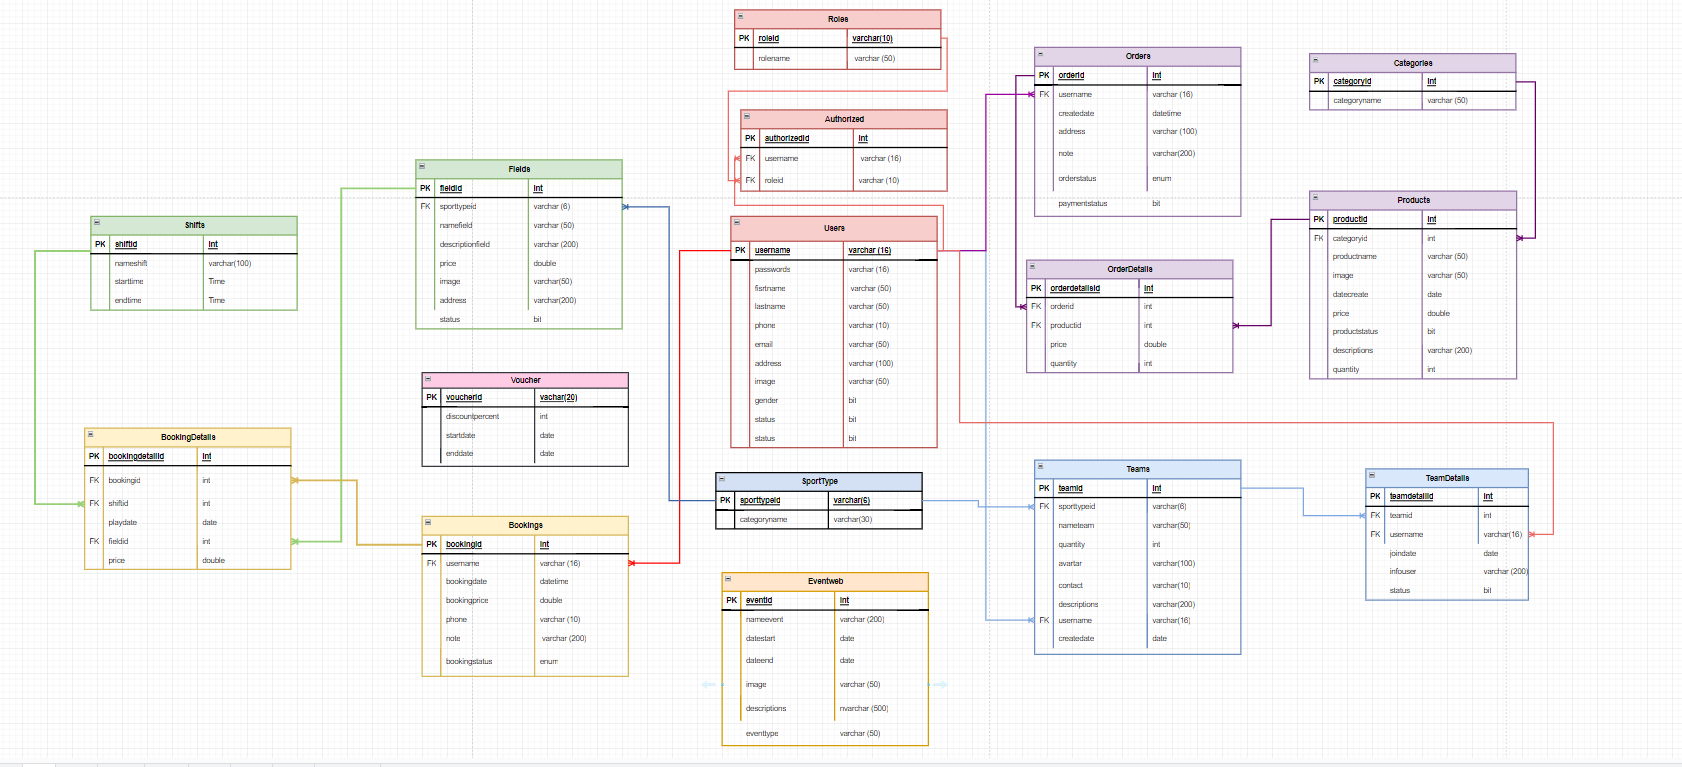 Roles
PK roleid varchar(10)
rolename varchar (50)
Authorized
PK authorizedid int
FK username varchar (16)
FK roleid varchar (10)
Users
PK username varchar (16)
passwords varchar (16)
fisrtname varchar (50)
lastname varchar (50)
phone varchar (10)
email varchar (50)
address varchar (100)
image varchar (50)
gender bit
status bit
status bit
Orders
PK orderid int
FK username varchar (16)
createdate datetime
address varchar (100)
note varchar(200)
orderstatus enum
paymentstatus bit
Categories
PK categoryid int
categoryname varchar (50)
Products
PK productid int
FK categoryid int
productname varchar (50)
image varchar (50)
datecreate date
price double
productstatus bit
descriptions varchar (200)
quantity int
OrderDetails
PK orderdetailsid int
FK orderid int
FK productid int
price double
quantity int
Fields
PK fieldid int
FK sporttypeid varchar (6)
namefield varchar (50)
descriptionfield varchar (200)
price double
image varchar(50)
address varchar(200)
status bit
Shifts
PK shiftid int
nameshift varchar(100)
starttime Time
endtime Time
Voucher
PK voucherid vachar(20)
discountpercent int
startdate date
enddate date
BookingDetails
PK bookingdetailid int
FK bookingid int
FK shiftid int
playdate date
FK fieldid int
price double
Bookings
PK bookingid int
FK username varchar (16)
bookingdate datetime
bookingprice double
phone varchar (10)
note varchar (200)
bookingstatus enum
SportType
PK sporttypeid varchar(6)
categoryname varchar(30)
Eventweb
PK eventid int
nameevent varchar (200)
datestart date
dateend date
image varchar (50)
descriptions nvarchar (500)
eventtype varchar (50)
Teams
PK teamid int
FK sporttypeid varchar(6)
nameteam varchar(50)
quantity int
avartar varchar(100)
contact varchar(10)
descriptions varchar(200)
FK username varchar(16)
createdate date
TeamDetails
PK teamdetailid int
FK teamid int
FK username varchar(16)
joindate date
infouser varchar (200)
status bit